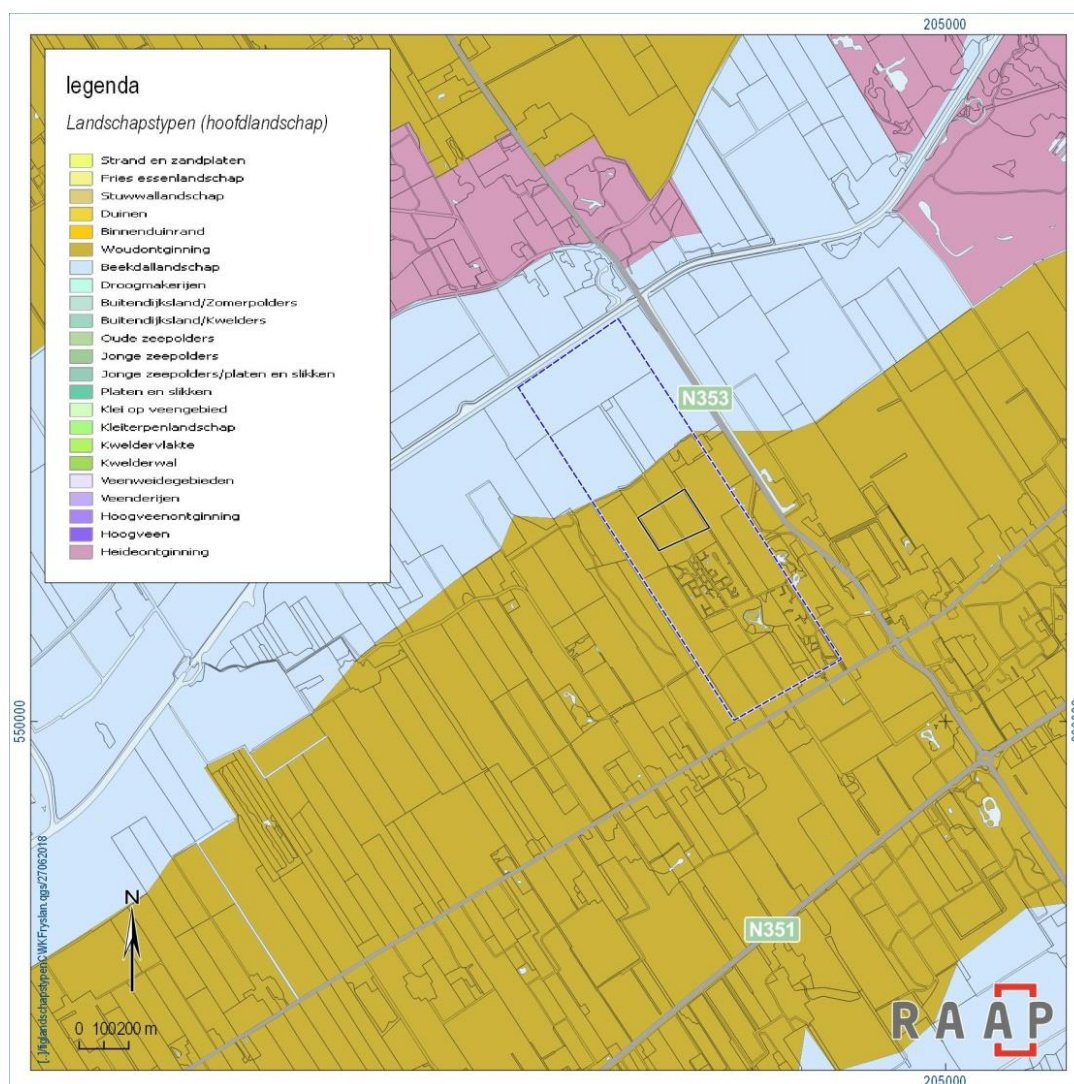 205000
legenda
Landschapstypen (hoofdlandschap)
Strand en zandplaten
Fries essenlandschap
Stuwwallandschap
Duinen
Binnenduinrand
Woudontginning
Beekdallandschap
Droogmakerijen
Buitendijksland/Zomerpolders
Buitendijksland/Kwelders
Oude zeepolders
Jonge zeepolders
Jonge zeepolders/platen en slikken
Platen en slikken
Klei op veengebied
Kleiterpenlandschap
Kweldervlakte
Kwelderwal
Veenweidegebieden
Veenderijen
Hoogveenontginning
Hoogveen
Heideontginning
N353
550000
N351
N
0 100200 m
RAAP
205000